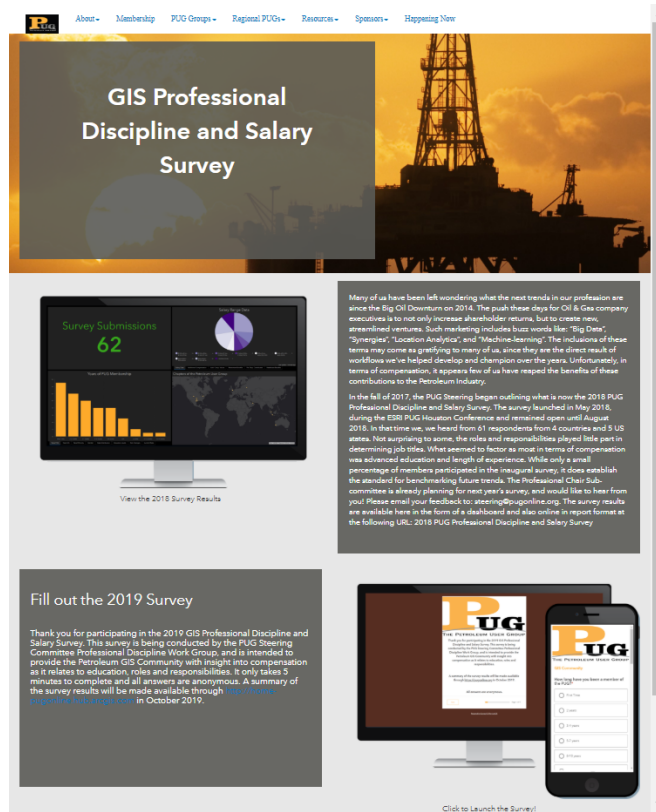 PUG
About Membership PUG Groups Regional PUGs Resources Sponsors Happening Now
GIS Professional
Discipline and Salary
Survey
Survey Submissions
62
View the 2018 Survey Results
Many of us have been left wondering what the next trends in our profession are
since the Big Oil Downturn on 2014. The push these days for Oil & Gas company
executives is to not only increase shareholder returns, but to create new,
streamlined ventures. Such marketing includes buzz words like: "Big Data",
"Synergies", "Location Analytics", and "Machine-learning". The inclusions of these
terms may come as gratifying to many of us, since they are the direct result of
workflows we've helped develop and champion over the years. Unfortunately, in
terms of compensation, it appears few of us have reaped the benefits of these
contributions to the Petroleum Industry.
In the fall of 2017, the PUG Steering began outlining what is now the 2018 PUG
Professional Discipline and Salary Survey. The survey launched in May 2018,
during the ESRI PUG Houston Conference and remained open until August
2018. In that time we, we heard from 61 respondents from 4 countries and 5 US
states. Not surprising to some, the roles and responsibilities played little part in
determining job titles. What seemed to factor as most in terms of compensation
was advanced education and length of experience. While only a small
percentage of members participated in the inaugural survey, it does establish
the standard for benchmarking future trends. The Professional Chair Sub-
committee is already planning for next year's survey, and would like to hear from
you! Please email your feedback to: steering@pugonline.org. The survey results
are available here in the form of a dashboard and also online in report format at
the following URL: 2018 PUG Professional Discipline and Salary Survey
Fill out the 2019 Survey
Thank you for participating in the 2019 GIS Professional Discipline and
Salary Survey. This survey is being conducted by the PUG Steering
Committee Professional Discipline Work Group, and is intended to
provide the Petroleum GIS Community with insight into compensation
as it relates to education, roles and responsibilities. It only takes 5
minutes to complete and all answers are anonymous. A summary of
the survey results will be made available through
in October 2019.
PUG
THE PETROLEUM USER GROUP
PUG
THE PETROLEUM USER GROUP
How long have you been a member of
the PUG?
Click to Launch the Survey!